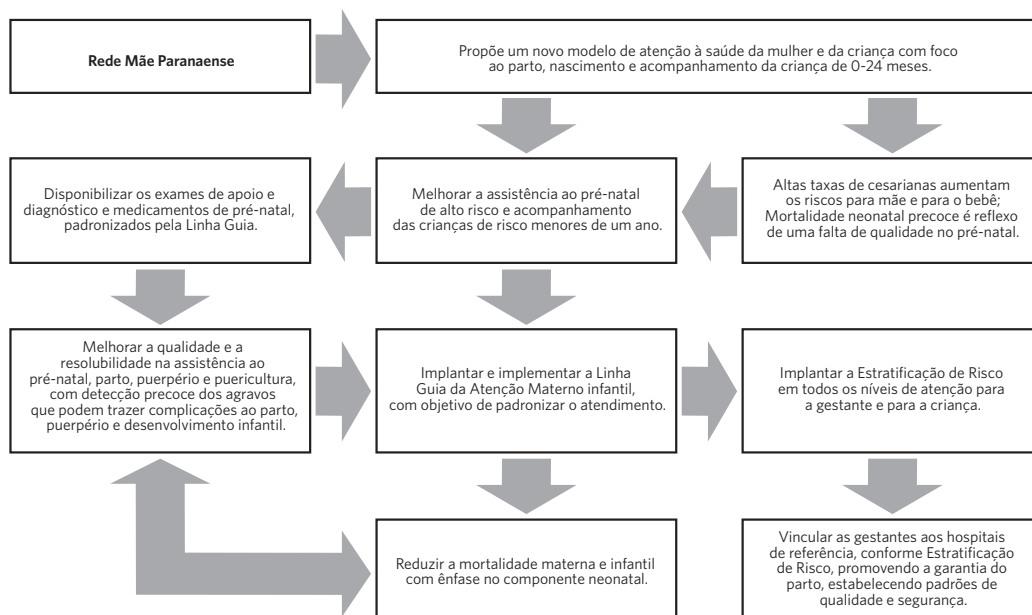 Rede Mãe Paranaense
Propõe um novo modelo de atenção à saúde da mulher e da criança com foco
ao parto, nascimento e acompanhamento da criança de 0-24 meses.
Disponibilizar os exames de apoio e
diagnóstico e medicamentos de pré-natal,
padronizados pela Linha Guia.
Melhorar a assistência ao pré-natal
de alto risco e acompanhamento
das crianças de risco menores de um ano.
Altas taxas de cesarianas aumentam
os riscos para mãe e para o bebê;
Mortalidade neonatal precoce é reflexo
de uma falta de qualidade no pré-natal.
Melhorar a qualidade e a
resolubilidade na assistência ao
pré-natal, parto, puerpério e puericultura,
com detecção precoce dos agravos
que podem trazer complicações ao parto,
puerpério e desenvolvimento infantil.
Implantar e implementar a Linha
Guia da Atenção Materno infantil,
com objetivo de padronizar o atendimento.
Implantar a Estratificação de Risco
em todos os níveis de atenção para
a gestante e para a criança.
Reduzir a mortalidade materna e infantil
com ênfase no componente neonatal.
Vincular as gestantes aos hospitais
de referência, conforme Estratificação
de Risco, promovendo a garantia do
parto, estabelecendo padrões de
qualidade e segurança.